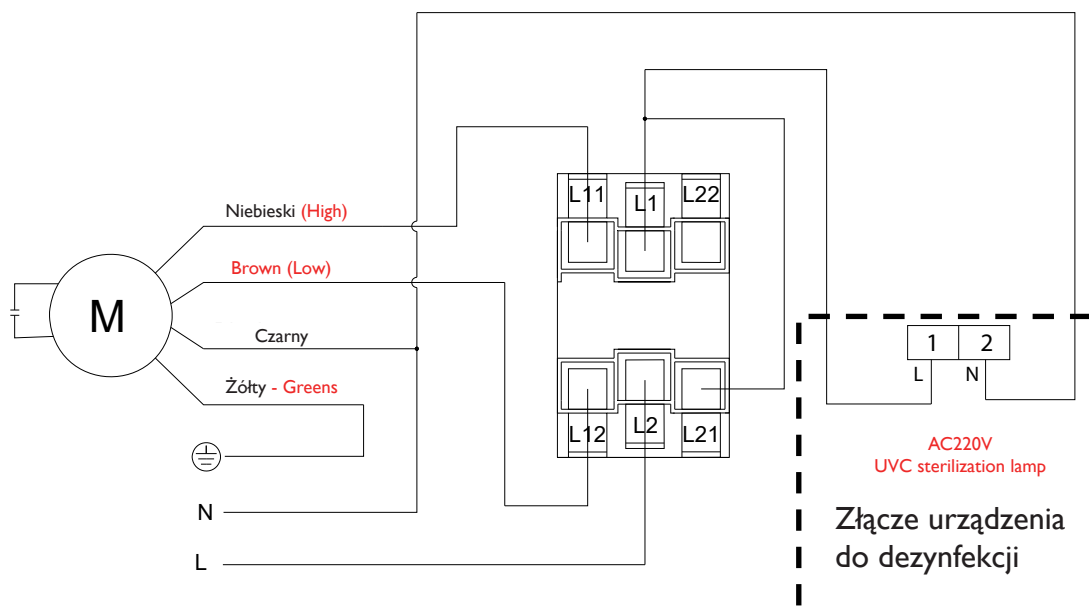 L11
L1
L22
Niebieski (High)
Brown (Low)
M
Czarny
Żółty - Greens
1 2
L N
L12
L2
L21
AC220V
UVC sterilization lamp
N
L
Złącze urządzenia
do dezynfekcji